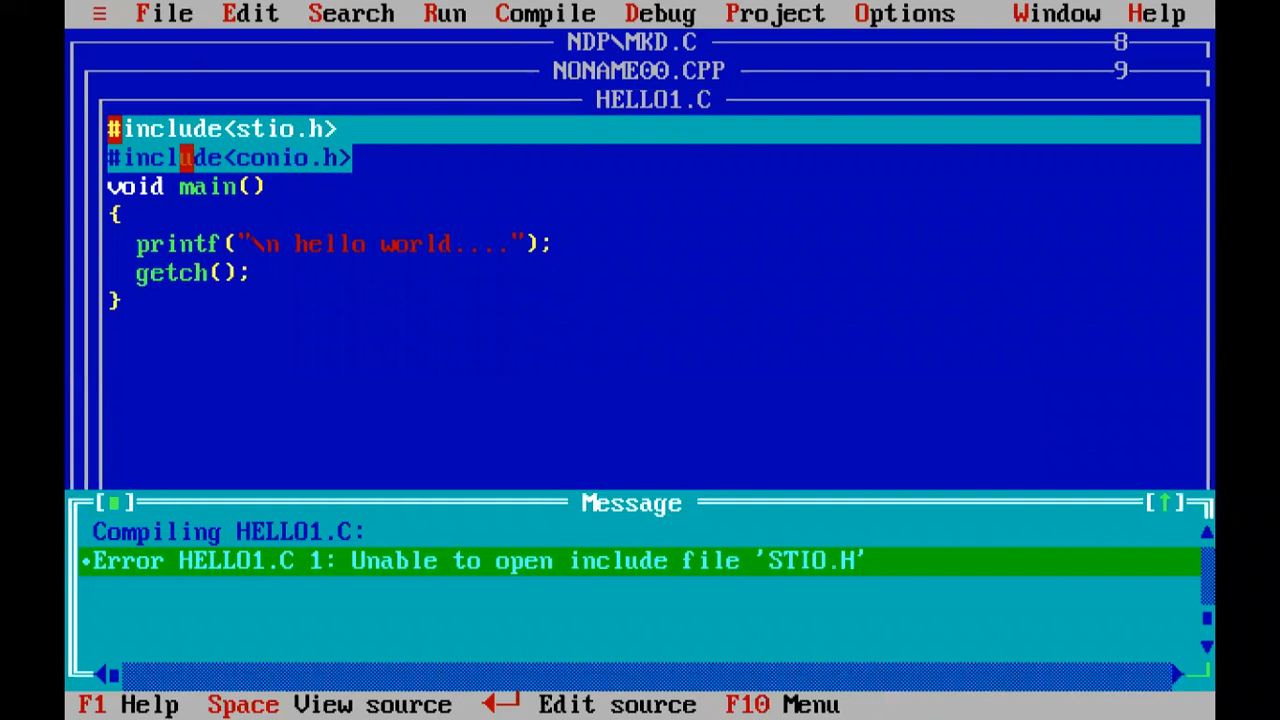 ≡ File Edit Search Run Compile Debug Project Options Window Help
NDP\MKD.C 8
NONAME00.CPP 9
HELLO1.C
#include<stio.h>
#include<conio.h>
void main()
{
printf("\n hello world....");
getch();
}
[■] Message [↑]
Compiling HELLO1.C:
•Error HELLO1.C 1: Unable to open include file 'STIO.H'
F1 Help Space View source ←┘ Edit source F10 Menu